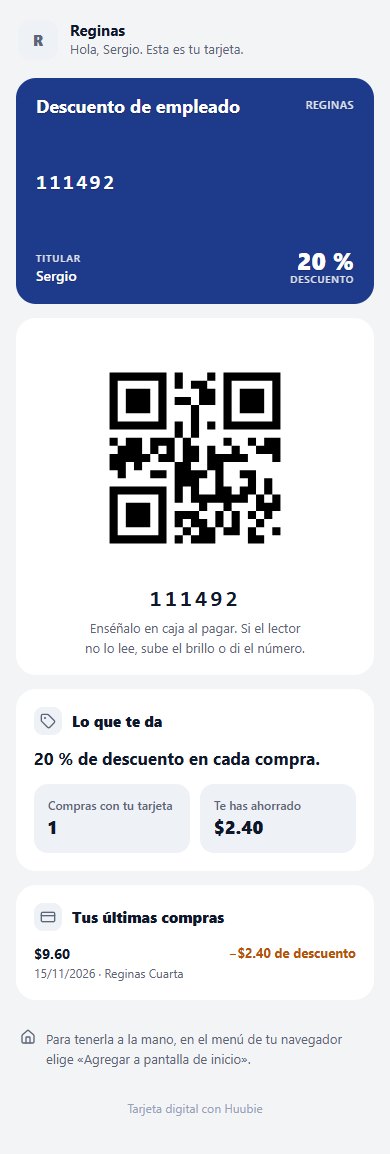 R
Reginas
Hola, Sergio. Esta es tu tarjeta.
Descuento de empleado
REGINAS
111492
TITULAR
Sergio
20 %
DESCUENTO
111492
Enséñalo en caja al pagar. Si el lector
no lo lee, sube el brillo o di el número.
Lo que te da
20 % de descuento en cada compra.
Compras con tu tarjeta
1
Te has ahorrado
$2.40
Tus últimas compras
$9.60
−$2.40 de descuento
15/11/2026 · Reginas Cuarta
Para tenerla a la mano, en el menú de tu navegador
elige «Agregar a pantalla de inicio».
Tarjeta digital con Huubie